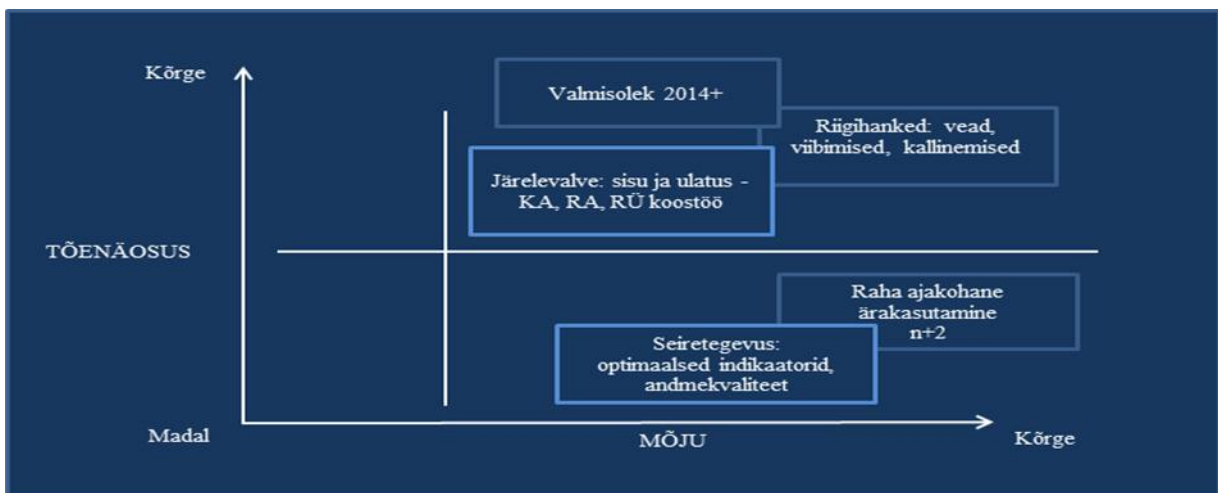 Kõrge
Valmisolek 2014+
Riigihanked: vead,
viibimised, kallinemised
Järelevalve: sisu ja ulatus -
KA, RA, RÜ koostöö
TÕENÄOSUS
Raha ajakohane
ärakasutamine
n+2
Seiretegevus:
optimaalsed indikaatorid,
andmekvaliteet
Madal
MÕJU
Kõrge